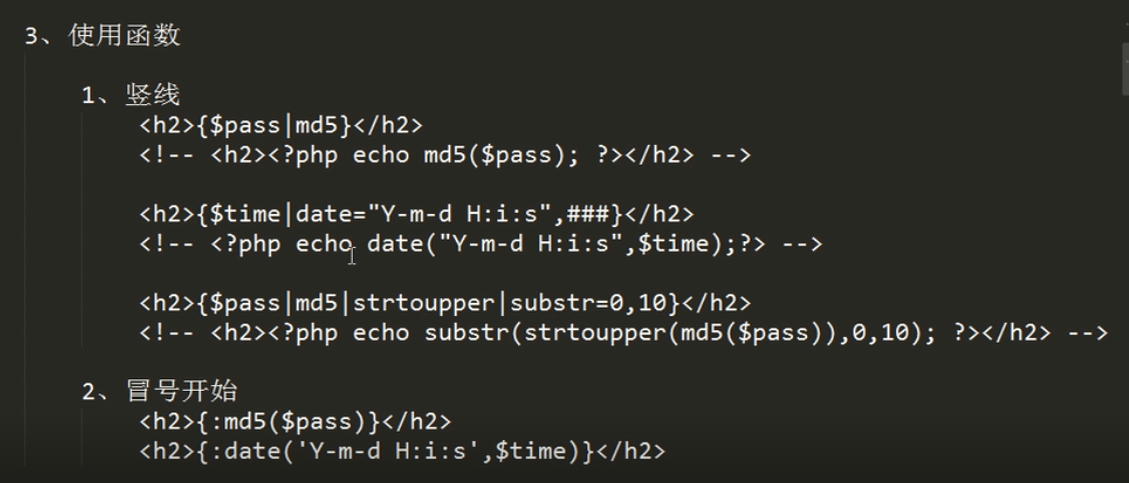 3、使用函数
1、竖线
<h2>{$pass|md5}</h2>
<!-- <h2><?php echo md5($pass); ?></h2> -->
<h2>{$time|date="Y-m-d H:i:s",###}</h2>
<!-- <?php echo date("Y-m-d H:i:s",$time);?> -->
<h2>{$pass|md5|strtoupper|substr=0,10}</h2>
<!-- <h2><?php echo substr(strtoupper(md5($pass)),0,10); ?></h2> -->
2、冒号开始
<h2>{:md5($pass)}</h2>
<h2>{:date('Y-m-d H:i:s',$time)}</h2>